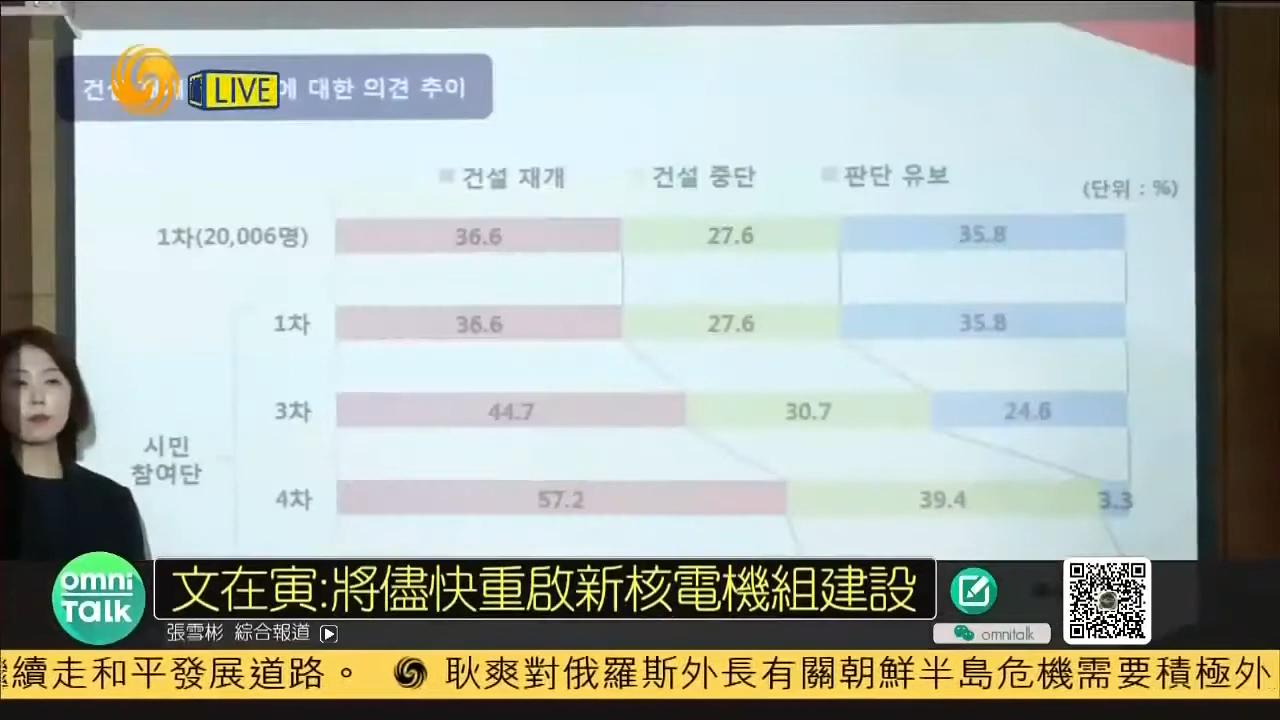 LIVE
에 대한 의견 추이
건설 재개
건설 중단
판단 유보
(단위 : %)
1차(20,006명)
36.6
27.6
35.8
1차
36.6
27.6
35.8
3차
44.7
30.7
24.6
시민
참여단
4차
57.2
39.4
3.3
omni
Talk
文在寅:將儘快重啟新核電機組建設
張雪彬 綜合報道
omnitalk
續走和平發展道路。 耿爽對俄羅斯外長有關朝鮮半島危機需要積極外